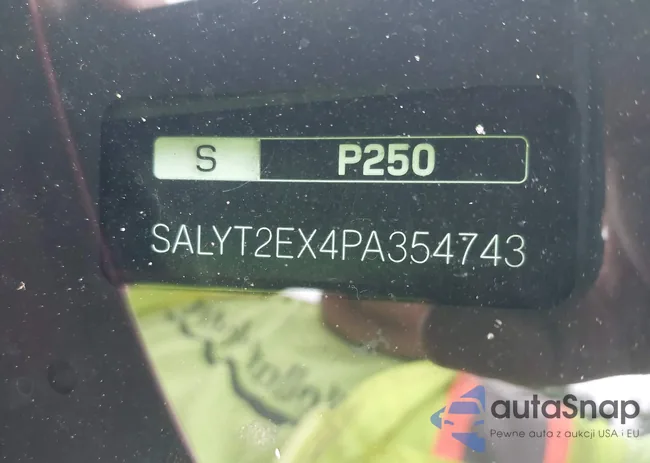 S P250
SALYT2EX4PA354743
autaSnap
Pewne auta z aukcji USA i EU